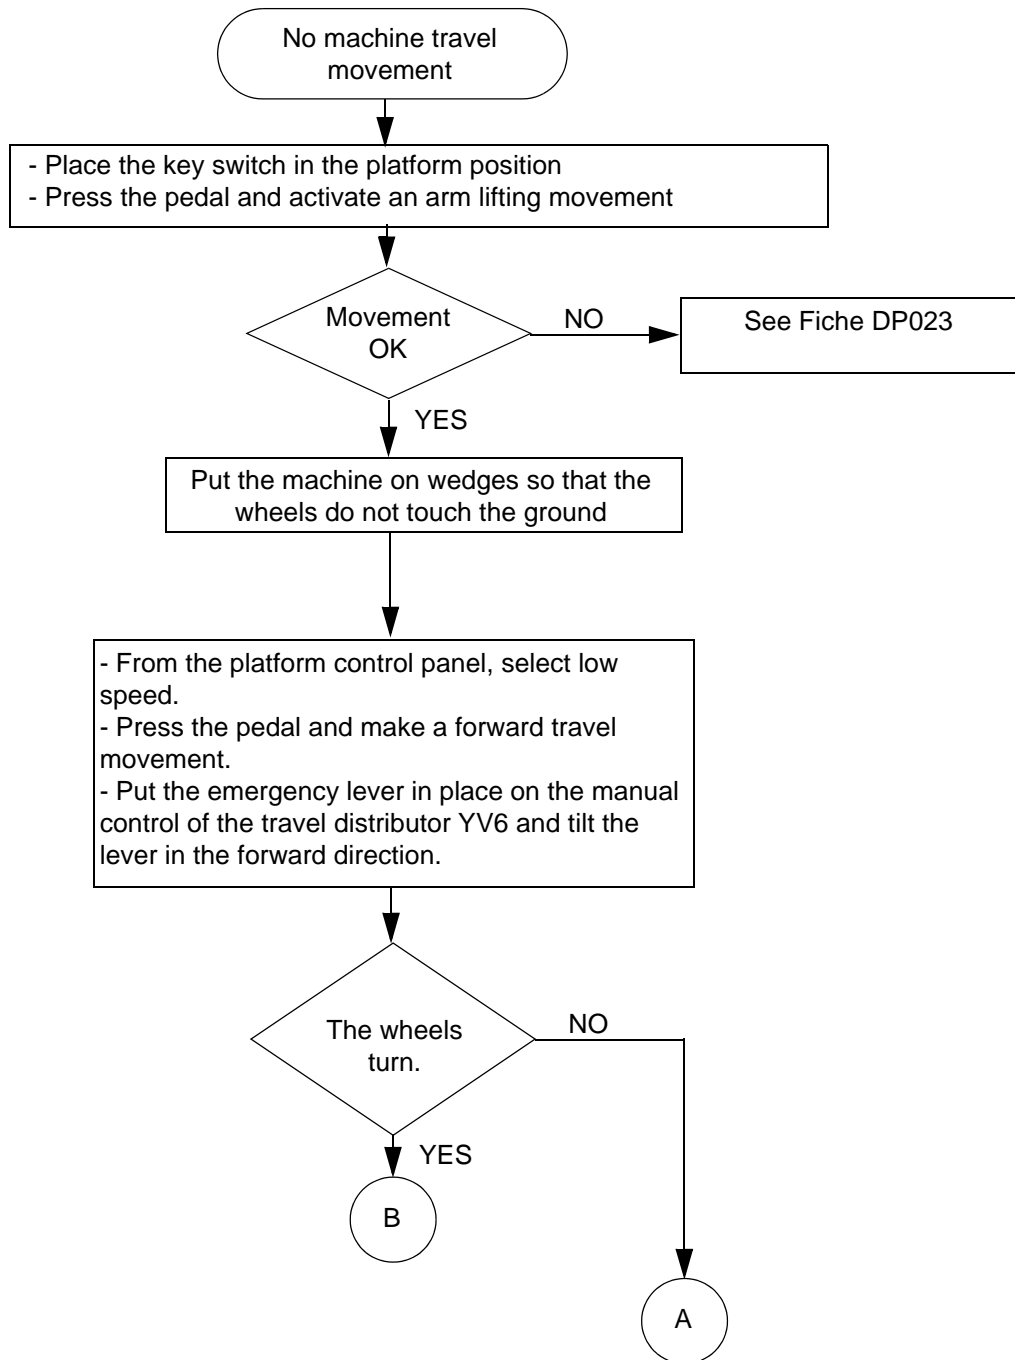 No machine travel
movement
- Place the key switch in the platform position
- Press the pedal and activate an arm lifting movement
Movement
OK
NO
See Fiche DP023
YES
Put the machine on wedges so that the
wheels do not touch the ground
- From the platform control panel, select low
speed.
- Press the pedal and make a forward travel
movement.
- Put the emergency lever in place on the manual
control of the travel distributor YV6 and tilt the
lever in the forward direction.
The wheels
turn.
NO
YES
B
A